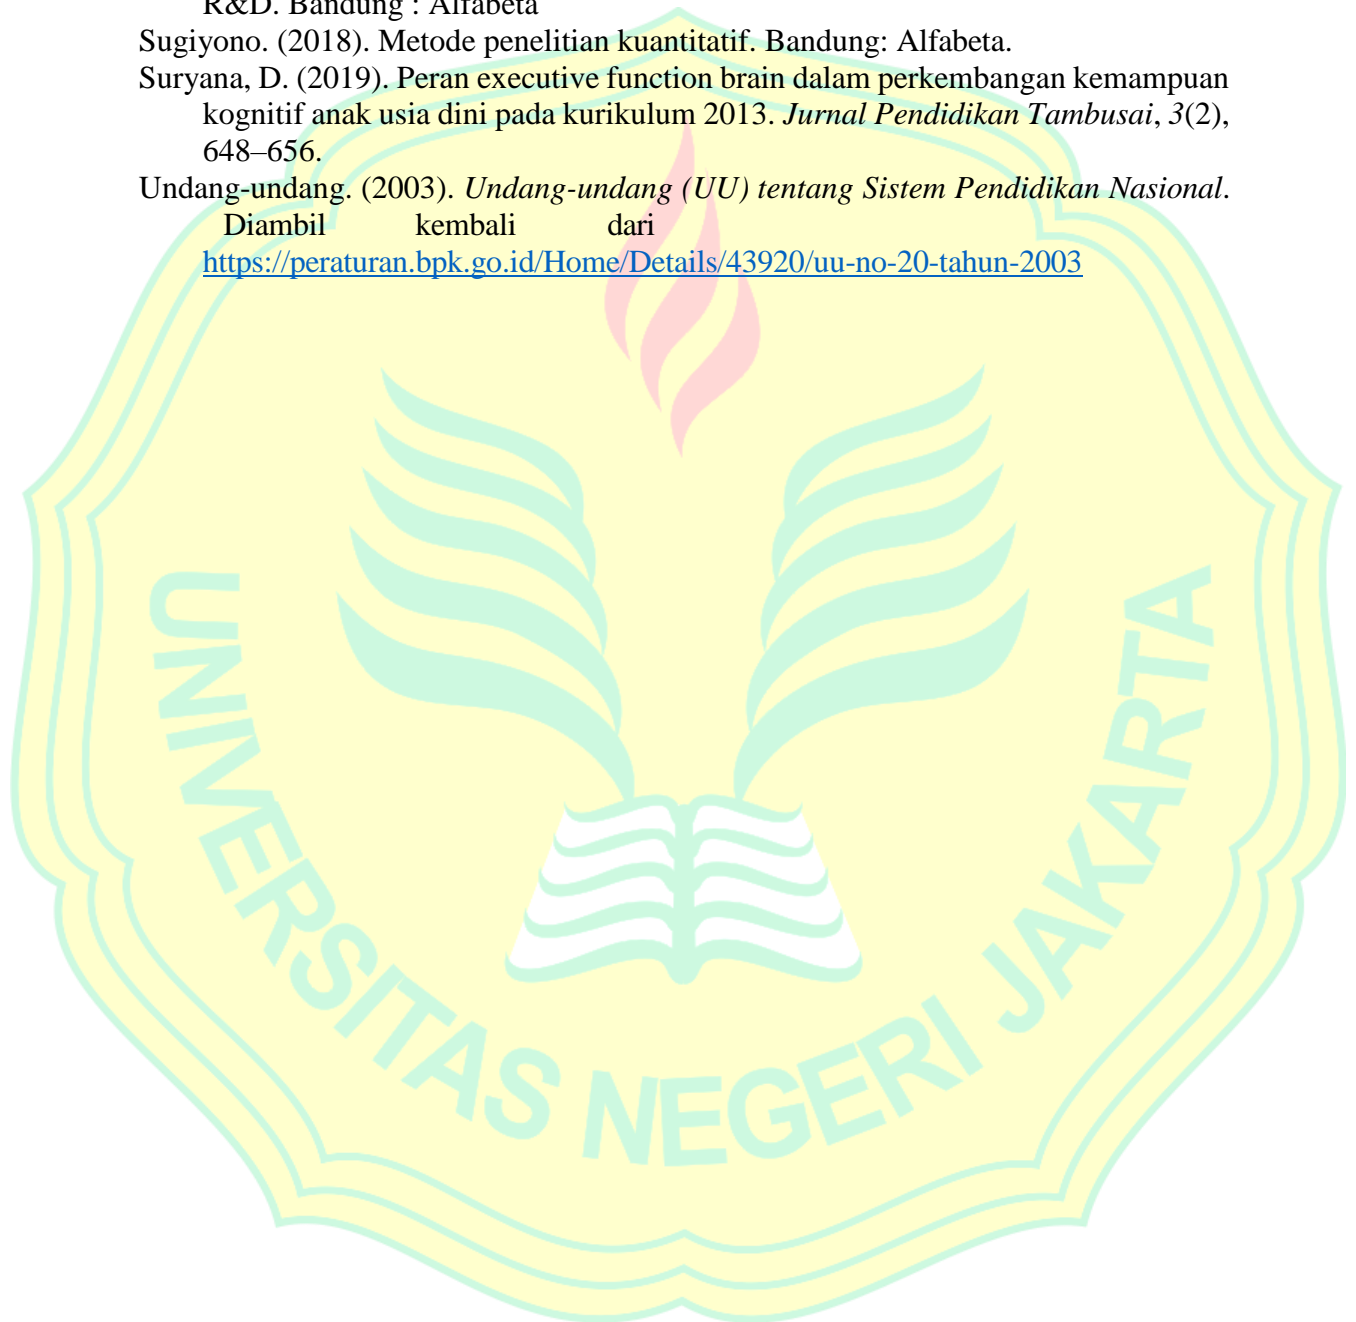 R&D. Bandung : Alfabeta
Sugiyono. (2018). Metode penelitian kuantitatif. Bandung: Alfabeta.
Suryana, D. (2019). Peran executive function brain dalam perkembangan kemampuan
kognitif anak usia dini pada kurikulum 2013. Jurnal Pendidikan Tambusai, 3(2),
648–656.
Undang-undang. (2003). Undang-undang (UU) tentang Sistem Pendidikan Nasional.
Diambil kembali dari
https://peraturan.bpk.go.id/Home/Details/43920/uu-no-20-tahun-2003
UNIVERSITAS NEGERI JAKARTA